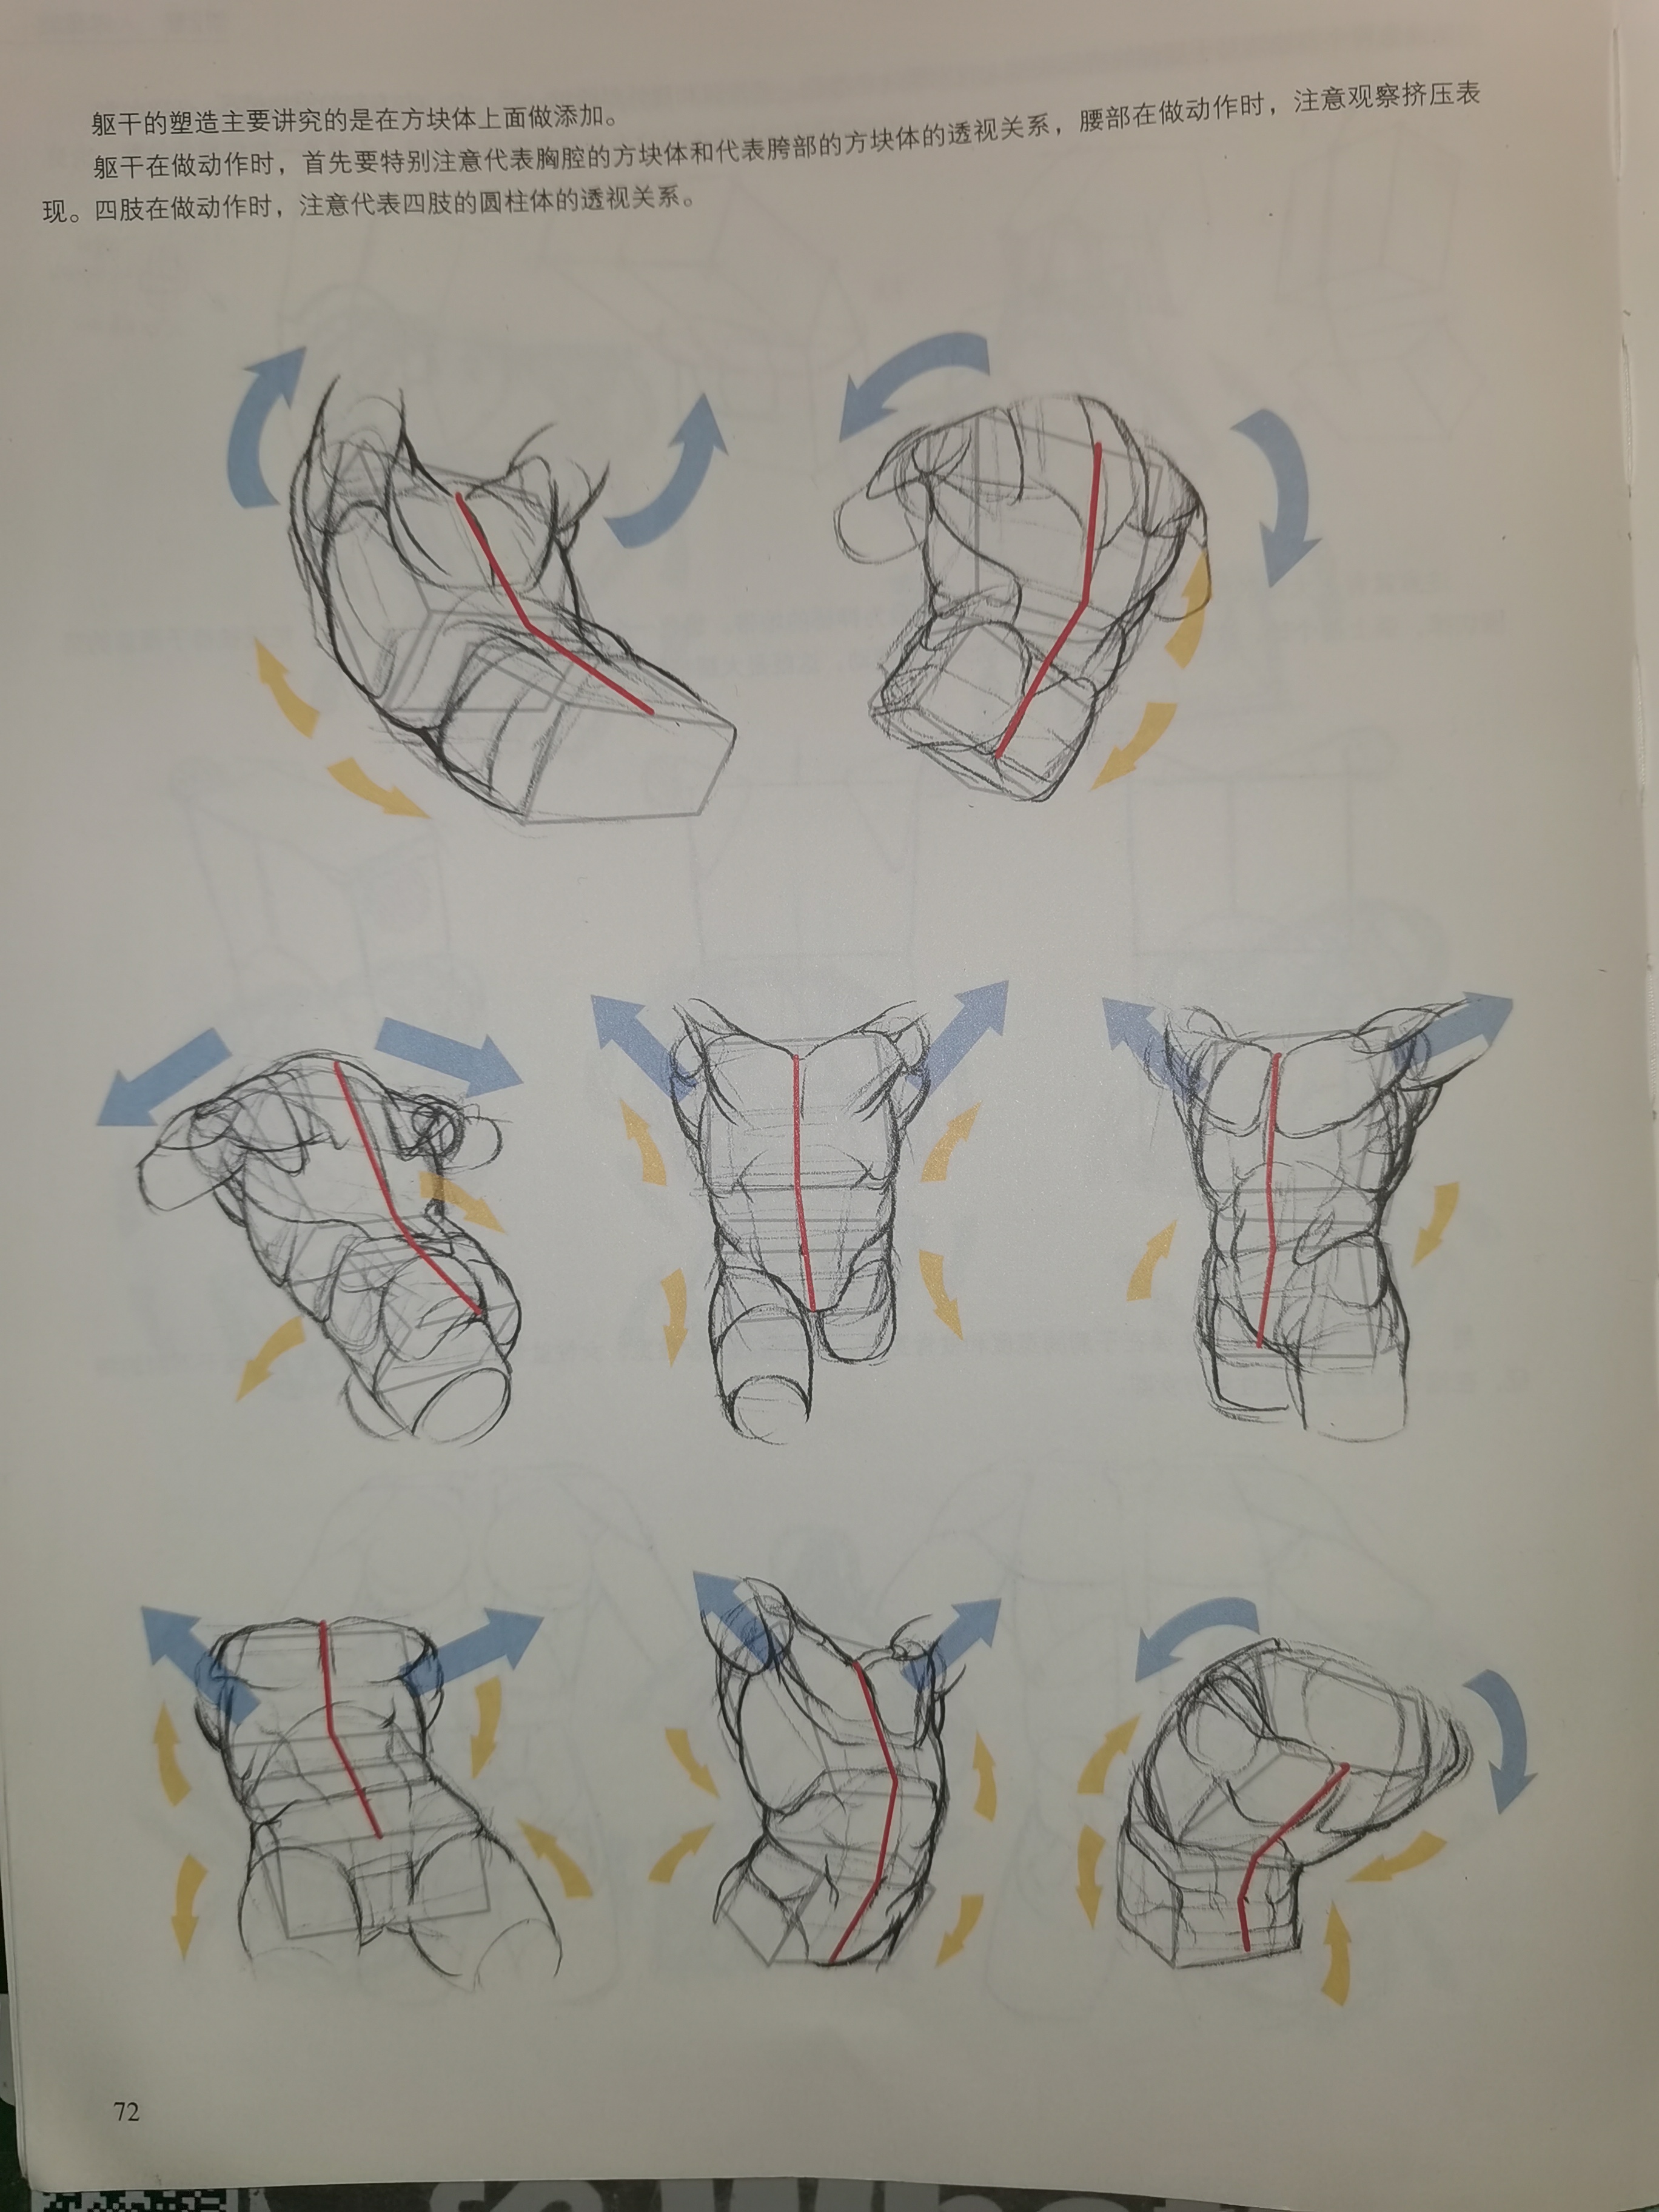 躯干的塑造主要讲究的是在方块体上面做添加。
躯干在做动作时，首先要特别注意代表胸腔的方块体和代表胯部的方块体的透视关系，腰部在做动作时，注意观察挤压表
现。四肢在做动作时，注意代表四肢的圆柱体的透视关系。
72